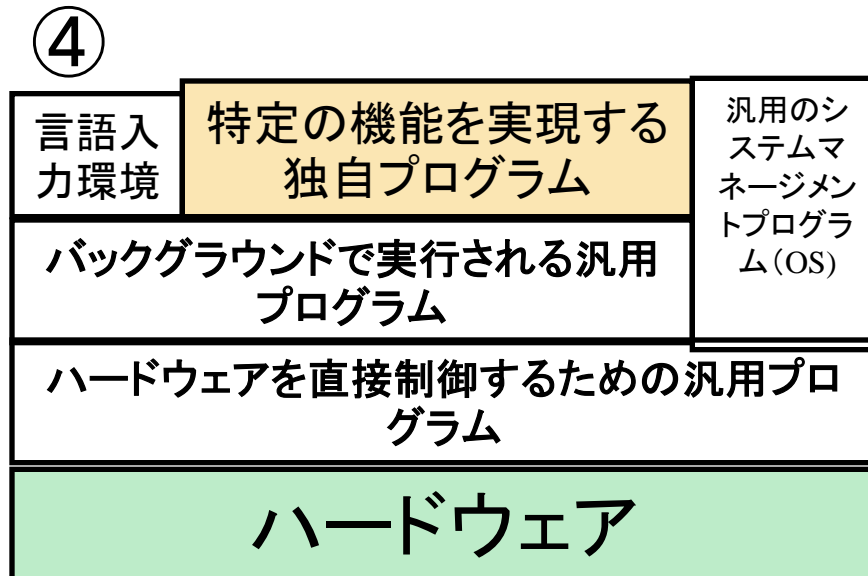 ④
言語入
力環境
特定の機能を実現する
独自プログラム
汎用のシ
ステムマ
ネージメン
トプログラ
ム(OS)
バックグラウンドで実行される汎用
プログラム
ハードウェアを直接制御するための汎用プロ
グラム
ハードウェア